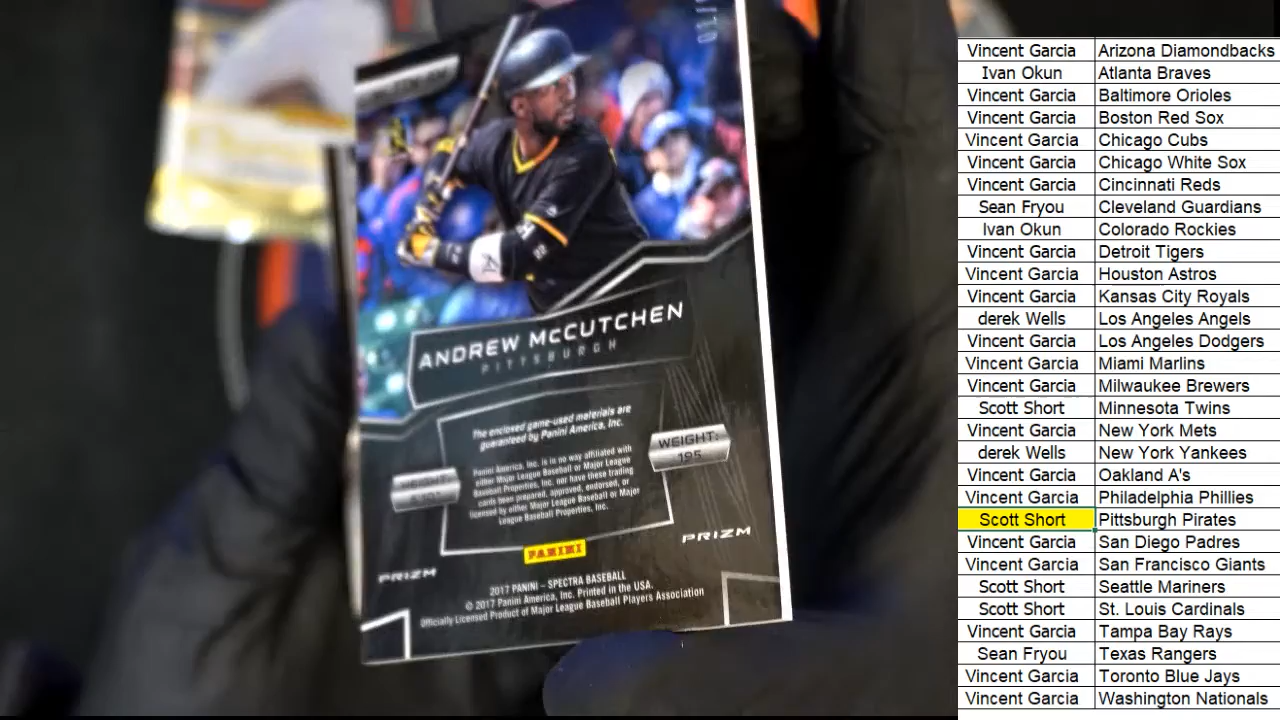 ANDREW MCCUTCHEN
PITTSBURGH
The enclosed game-used materials are
guaranteed by Panini America, Inc.
WEIGHT:
195
Panini America, Inc. is in no way affiliated with
either Major League Baseball or Major League
Baseball Properties, Inc. nor have these trading
cards been prepared, approved, endorsed, or
licensed by either Major League Baseball or Major
League Baseball Properties, Inc.
PRIZM
PANINI
PRIZM
2017 PANINI – SPECTRA BASEBALL
© 2017 Panini America, Inc. Printed in the USA.
Officially Licensed Product of Major League Baseball Players Association
Vincent Garcia Arizona Diamondbacks
Ivan Okun Atlanta Braves
Vincent Garcia Baltimore Orioles
Vincent Garcia Boston Red Sox
Vincent Garcia Chicago Cubs
Vincent Garcia Chicago White Sox
Vincent Garcia Cincinnati Reds
Sean Fryou Cleveland Guardians
Ivan Okun Colorado Rockies
Vincent Garcia Detroit Tigers
Vincent Garcia Houston Astros
Vincent Garcia Kansas City Royals
derek Wells Los Angeles Angels
Vincent Garcia Los Angeles Dodgers
Vincent Garcia Miami Marlins
Vincent Garcia Milwaukee Brewers
Scott Short Minnesota Twins
Vincent Garcia New York Mets
derek Wells New York Yankees
Vincent Garcia Oakland A's
Vincent Garcia Philadelphia Phillies
Scott Short Pittsburgh Pirates
Vincent Garcia San Diego Padres
Vincent Garcia San Francisco Giants
Scott Short Seattle Mariners
Scott Short St. Louis Cardinals
Vincent Garcia Tampa Bay Rays
Sean Fryou Texas Rangers
Vincent Garcia Toronto Blue Jays
Vincent Garcia Washington Nationals